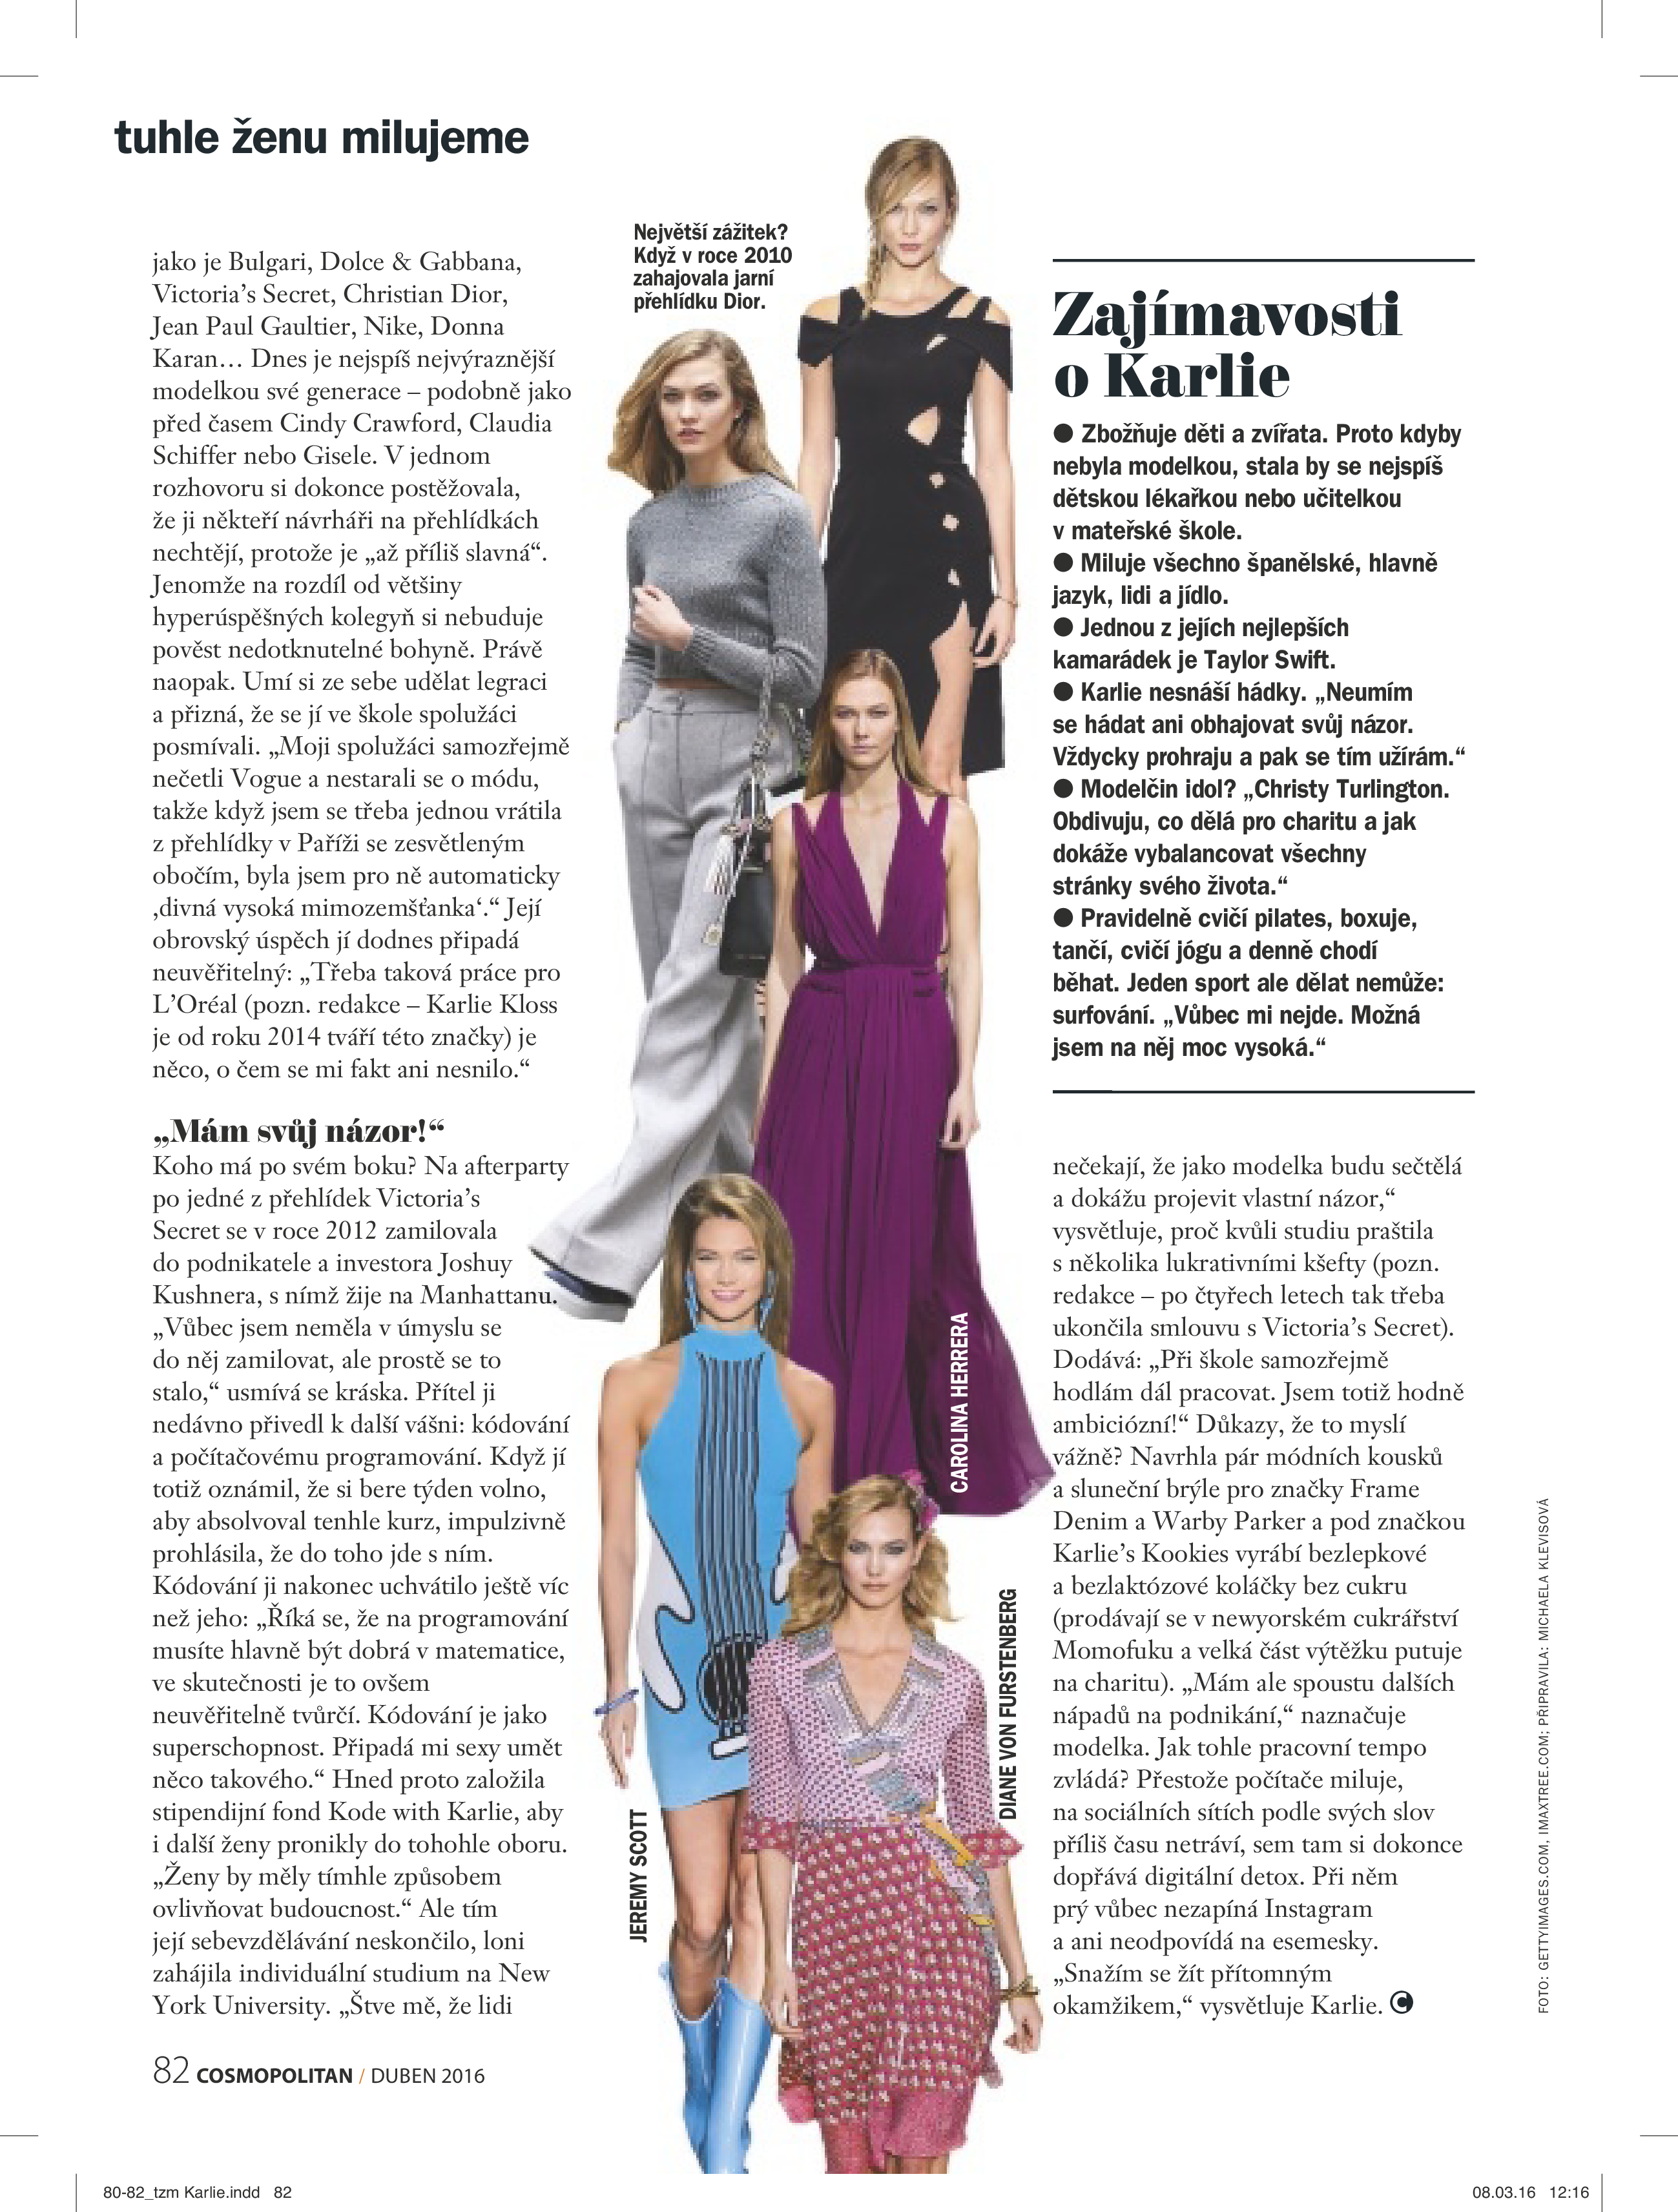 tuhle ženu milujeme
jako je Bulgari, Dolce & Gabbana,
Victoria’s Secret, Christian Dior,
Jean Paul Gaultier, Nike, Donna
Karan… Dnes je nejspíš nejvýraznější
modelkou své generace – podobně jako
před časem Cindy Crawford, Claudia
Schiffer nebo Gisele. V jednom
rozhovoru si dokonce postěžovala,
že ji někteří návrháři na přehlídkách
nechtějí, protože je „až příliš slavná“.
Jenomže na rozdíl od většiny
hyperúspěšných kolegyň si nebuduje
pověst nedotknutelné bohyně. Právě
naopak. Umí si ze sebe udělat legraci
a přizná, že se jí ve škole spolužáci
posmívali. „Moji spolužáci samozřejmě
nečetli Vogue a nestarali se o módu,
takže když jsem se třeba jednou vrátila
z přehlídky v Paříži se zesvětleným
obočím, byla jsem pro ně automaticky
‚divná vysoká mimozemšťanka‘.“ Její
obrovský úspěch jí dodnes připadá
neuvěřitelný: „Třeba taková práce pro
L’Oréal (pozn. redakce – Karlie Kloss
je od roku 2014 tváří této značky) je
něco, o čem se mi fakt ani nesnilo.“
„Mám svůj názor!“
Koho má po svém boku? Na afterparty
po jedné z přehlídek Victoria’s
Secret se v roce 2012 zamilovala
do podnikatele a investora Joshuy
Kushnera, s nímž žije na Manhattanu.
„Vůbec jsem neměla v úmyslu se
do něj zamilovat, ale prostě se to
stalo,“ usmívá se kráska. Přítel ji
nedávno přivedl k další vášni: kódování
a počítačovému programování. Když jí
totiž oznámil, že si bere týden volno,
aby absolvoval tenhle kurz, impulzivně
prohlásila, že do toho jde s ním.
Kódování ji nakonec uchvátilo ještě víc
než jeho: „Říká se, že na programování
musíte hlavně být dobrá v matematice,
ve skutečnosti je to ovšem
neuvěřitelně tvůrčí. Kódování je jako
superschopnost. Připadá mi sexy umět
něco takového.“ Hned proto založila
stipendijní fond Kode with Karlie, aby
i další ženy pronikly do tohohle oboru.
„Ženy by měly tímhle způsobem
ovlivňovat budoucnost.“ Ale tím
její sebevzdělávání neskončilo, loni
zahájila individuální studium na New
York University. „Štve mě, že lidi
Největší zážitek?
Když v roce 2010
zahajovala jarní
přehlídku Dior.
CAROLINA HERRERA
DIANE VON FURSTENBERG
JEREMY SCOTT
Zajímavosti
o Karlie
● Zbožňuje děti a zvířata. Proto kdyby
nebyla modelkou, stala by se nejspíš
dětskou lékařkou nebo učitelkou
v mateřské škole.
● Miluje všechno španělské, hlavně
jazyk, lidi a jídlo.
● Jednou z jejích nejlepších
kamarádek je Taylor Swift.
● Karlie nesnáší hádky. „Neumím
se hádat ani obhajovat svůj názor.
Vždycky prohraju a pak se tím užírám.“
● Modelčin idol? „Christy Turlington.
Obdivuju, co dělá pro charitu a jak
dokáže vybalancovat všechny
stránky svého života.“
● Pravidelně cvičí pilates, boxuje,
tančí, cvičí jógu a denně chodí
běhat. Jeden sport ale dělat nemůže:
surfování. „Vůbec mi nejde. Možná
jsem na něj moc vysoká.“
nečekají, že jako modelka budu sečtělá
a dokážu projevit vlastní názor,“
vysvětluje, proč kvůli studiu praštila
s několika lukrativními kšefty (pozn.
redakce – po čtyřech letech tak třeba
ukončila smlouvu s Victoria’s Secret).
Dodává: „Při škole samozřejmě
hodlám dál pracovat. Jsem totiž hodně
ambiciózní!“ Důkazy, že to myslí
vážně? Navrhla pár módních kousků
a sluneční brýle pro značky Frame
Denim a Warby Parker a pod značkou
Karlie’s Kookies vyrábí bezlepkové
a bezlaktózové koláčky bez cukru
(prodávají se v newyorském cukrářství
Momofuku a velká část výtěžku putuje
na charitu). „Mám ale spoustu dalších
nápadů na podnikání,“ naznačuje
modelka. Jak tohle pracovní tempo
zvládá? Přestože počítače miluje,
na sociálních sítích podle svých slov
příliš času netráví, sem tam si dokonce
dopřává digitální detox. Při něm
prý vůbec nezapíná Instagram
a ani neodpovídá na esemesky.
„Snažím se žít přítomným
okamžikem,“ vysvětluje Karlie. C
FOTO: GETTYIMAGES.COM, IMAXTREE.COM; PŘIPRAVILA: MICHAELA KLEVISOVÁ
82 COSMOPOLITAN / DUBEN 2016
80-82_tzm Karlie.indd 82
08.03.16 12:16